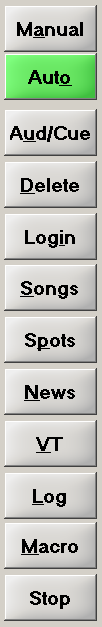 Manual
Auto
Aud/Cue
Delete
Login
Songs
Spots
News
VT
Log
Macro
Stop